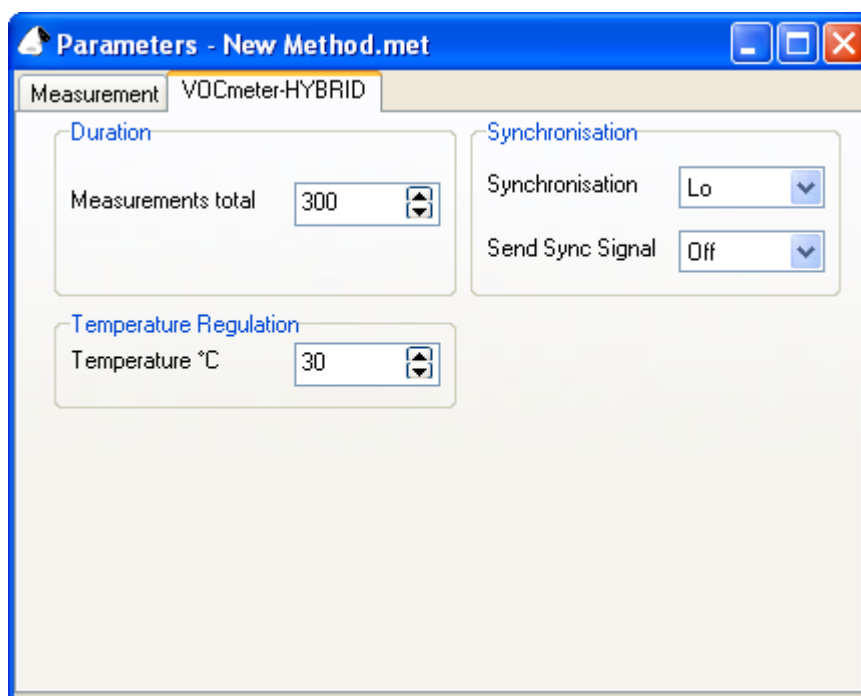 Parameters - New Method.met
Measurement VOCmeter-HYBRID
Duration
Measurements total 300
Synchronisation
Synchronisation Lo
Send Sync Signal Off
Temperature Regulation
Temperature °C 30